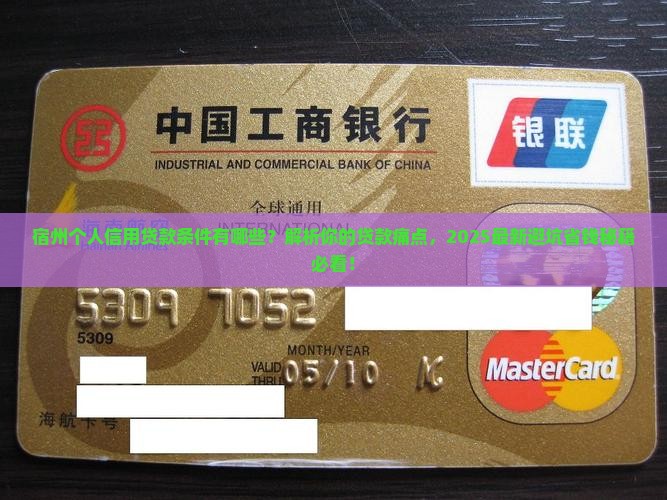 中国工商银行
INDUSTRIAL AND COMMERCIAL BANK OF CHINA
银联
全球通用
INTERNATIONAL
宿州个人信用贷款条件有哪些？解析你的贷款痛点，2025最新避坑省钱秘籍
必看！
5309 7052
5309
MONTH/YEAR
VALID
THRU
05/10
MasterCard
海航卡号